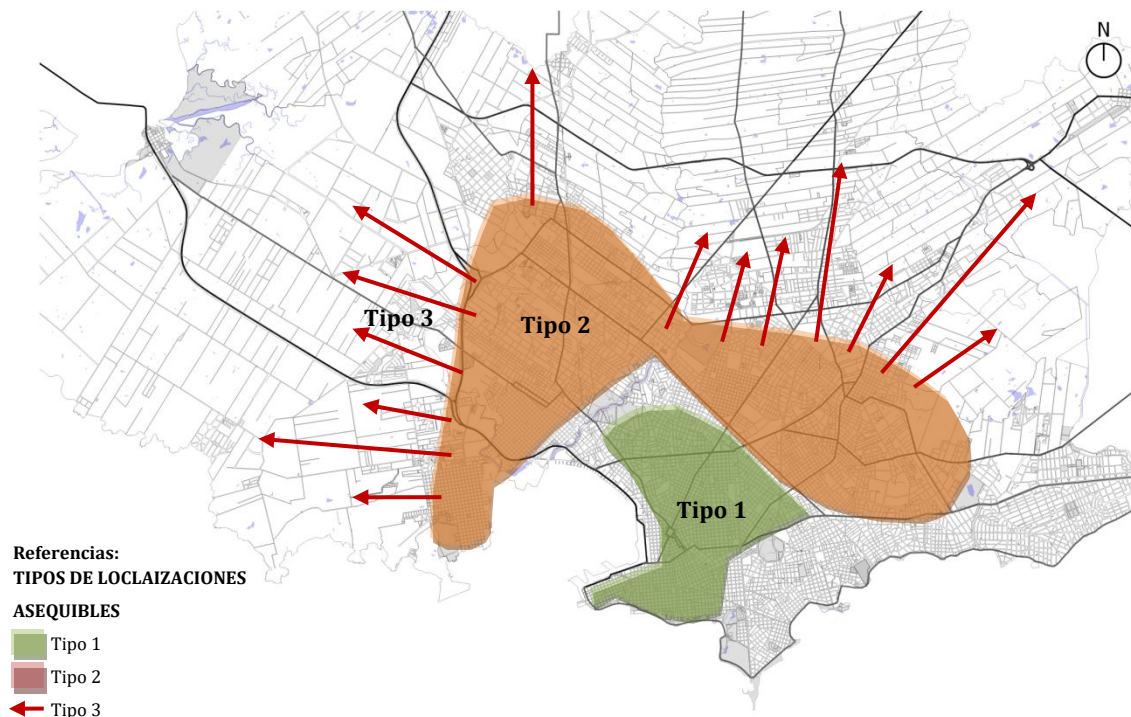 N
Tipo 3
Tipo 2
Tipo 1
Referencias:
TIPOS DE LOCLAIZACIONES
ASEQUIBLES
Tipo 1
Tipo 2
Tipo 3